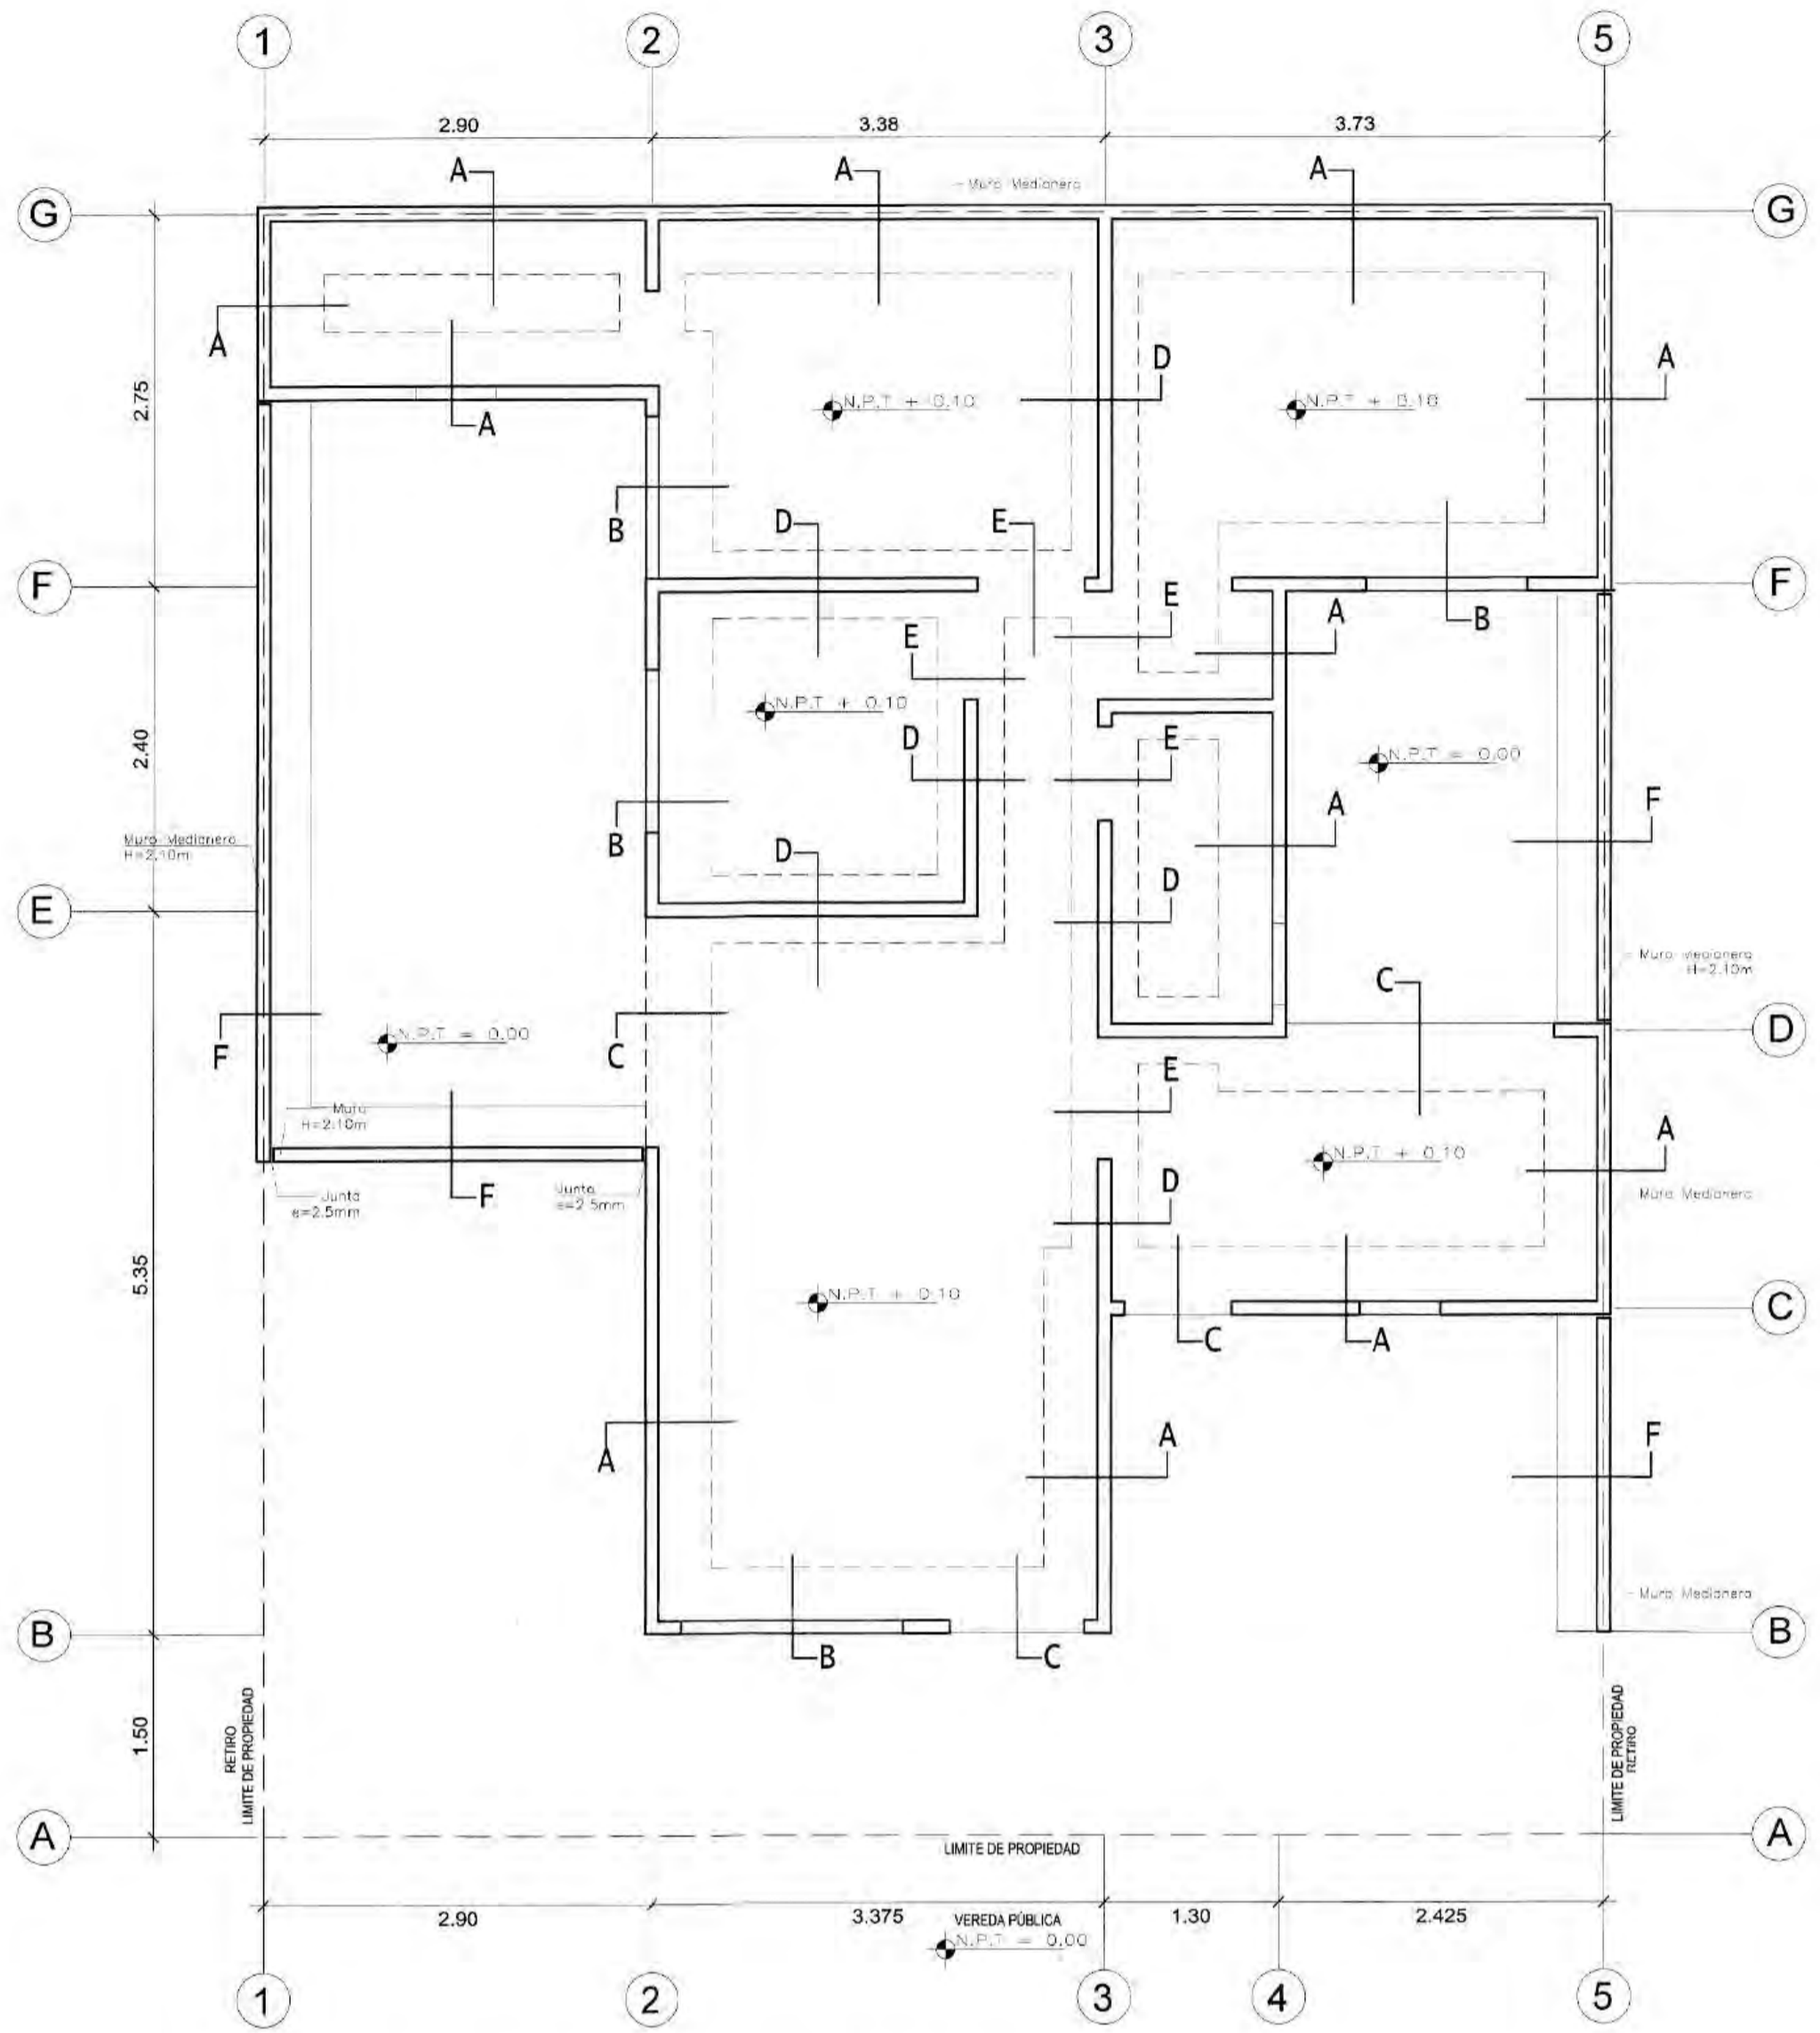 1
2
3
5
2.90
3.38
3.73
A
A
A
Muro Medianero
G
G
A
D
A
2.75
N.P.T + 0.10
N.P.T + 0.10
A
B
D
E
F
F
E
A
B
E
N.P.T + 0.10
D
E
2.40
N.P.T = 0.00
A
F
Muro Medianero
H=2.10m
B
D
D
E
Muro Medianero
H=2.10m
C
F
N.P.T = 0.00
C
D
E
Muro
H=2.10m
A
N.P.T + 0.10
D
Junta
e=2.5mm
F
Junta
e=2.5mm
Muro Medianero
5.35
N.P.T + 0.10
C
C
A
A
A
F
Muro Medianero
B
B
B
C
RETIRO
LIMITE DE PROPIEDAD
LIMITE DE PROPIEDAD
RETIRO
1.50
A
A
LIMITE DE PROPIEDAD
2.90
3.375
VEREDA PÚBLICA
1.30
2.425
N.P.T = 0.00
1
2
3
4
5